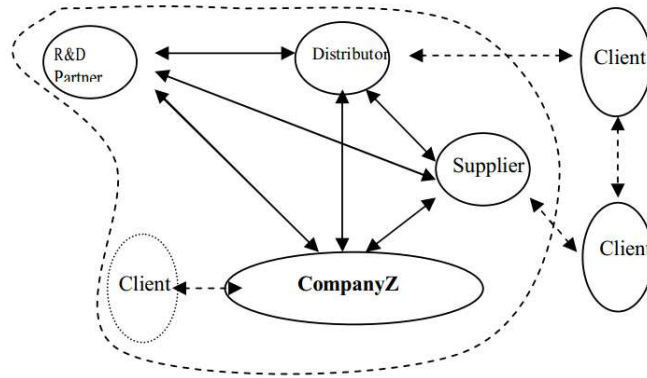 R&D
Partner
Distributor
Client
Supplier
Client
Client
CompanyZ